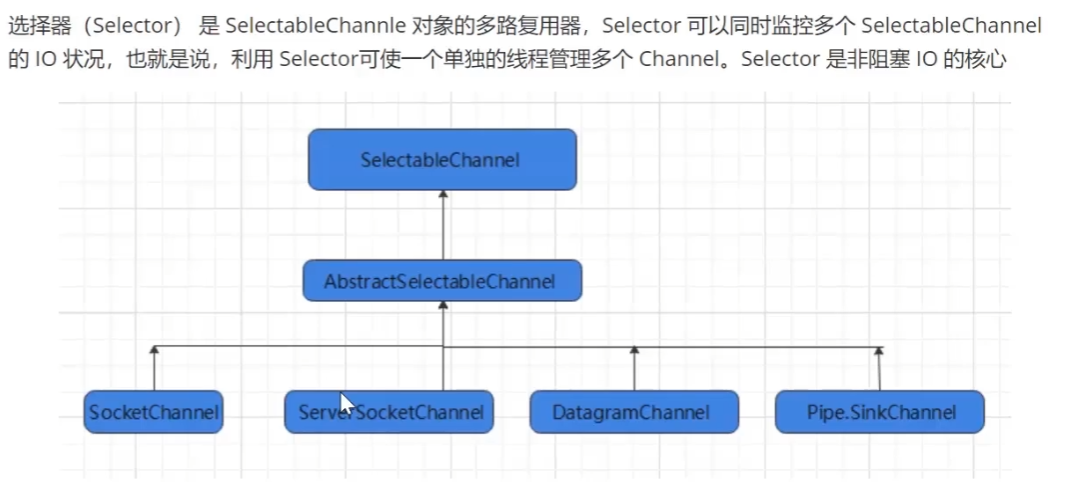 选择器（Selector） 是 SelectableChannle 对象的多路复用器，Selector 可以同时监控多个 SelectableChannel
的 IO 状况，也就是说，利用 Selector可使一个单独的线程管理多个 Channel。Selector 是非阻塞 IO 的核心
SelectableChannel
AbstractSelectableChannel
SocketChannel
ServerSocketChannel
DatagramChannel
Pipe.SinkChannel